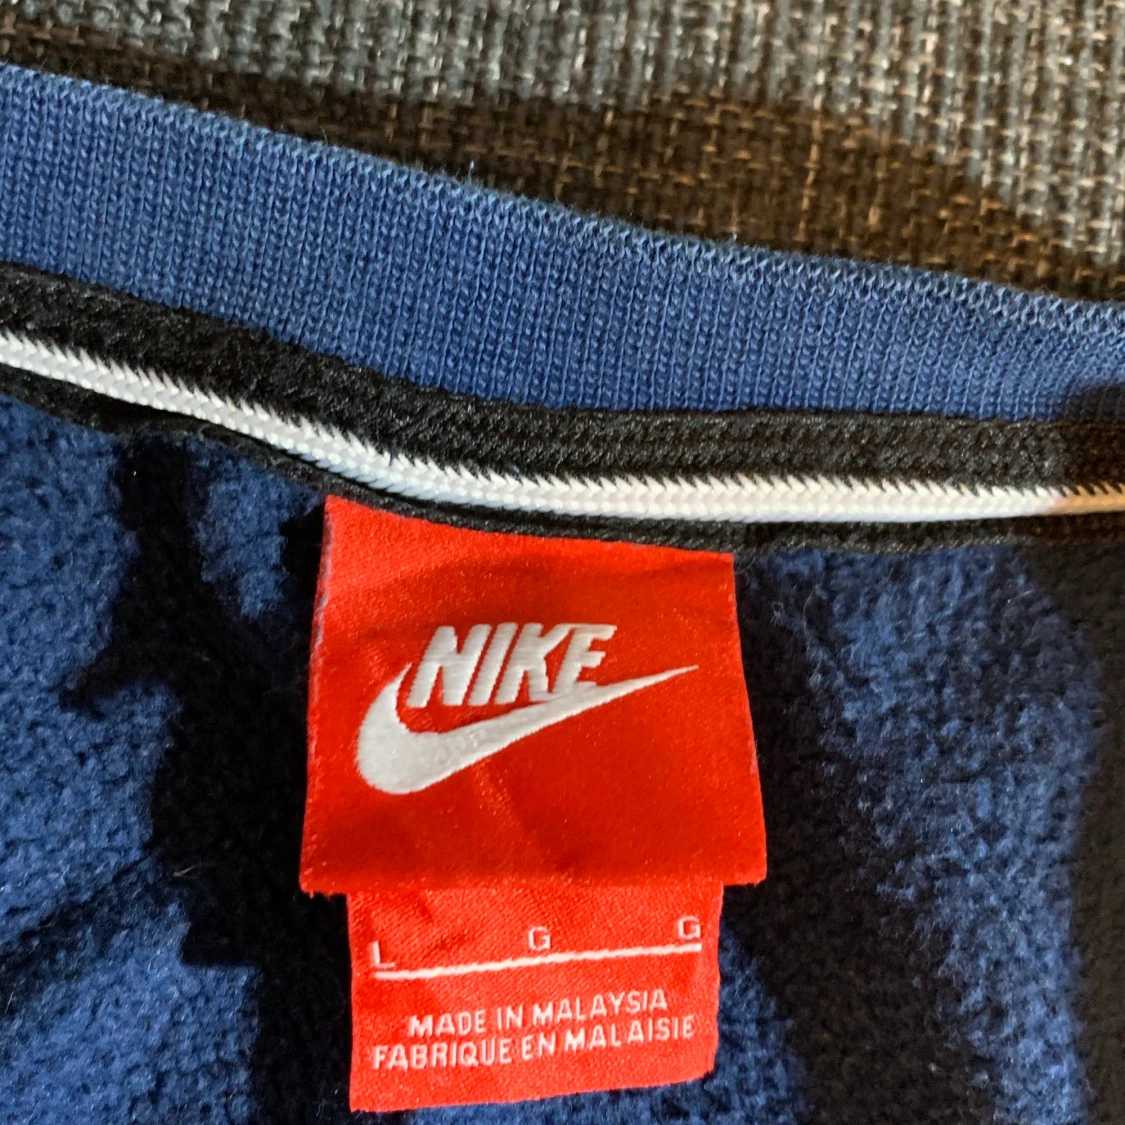 NIKE
L G G
MADE IN MALAYSIA
FABRIQUE EN MALAISIE